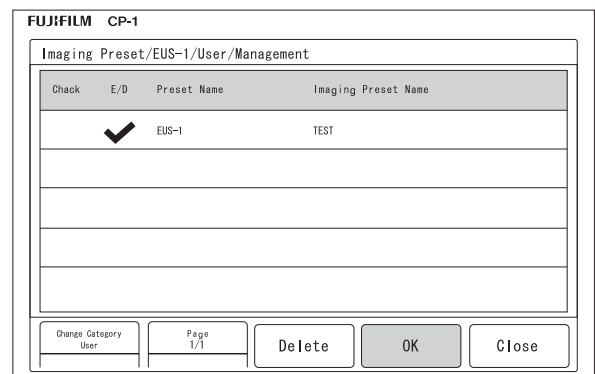 FUJIFILM CP-1
Imaging Preset/EUS-1/User/Management
Chack E/D Preset Name Imaging Preset Name
EUS-1 TEST
Change Category
User
Page
1/1
Delete
OK
Close